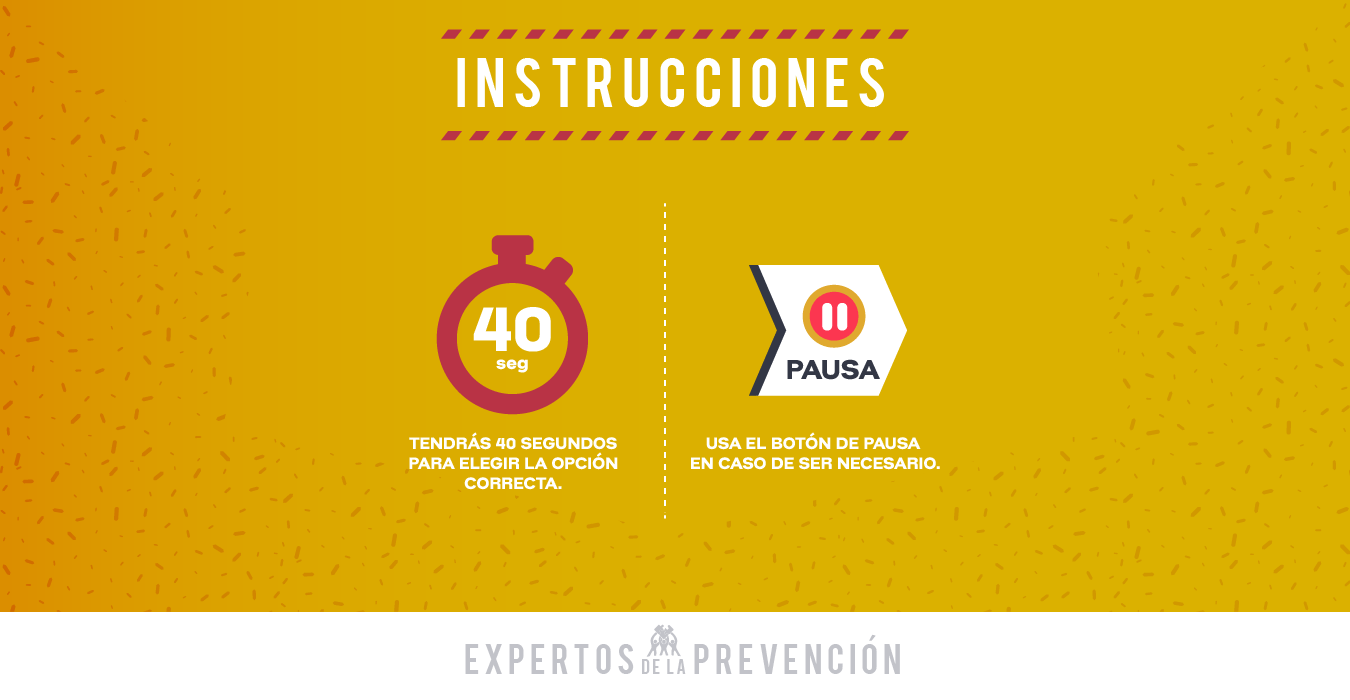 INSTRUCCIONES
40
seg
TENDRÁS 40 SEGUNDOS
PARA ELEGIR LA OPCIÓN
CORRECTA.
PAUSA
USA EL BOTÓN DE PAUSA
EN CASO DE SER NECESARIO.
EXPERTOS DE LA PREVENCIÓN